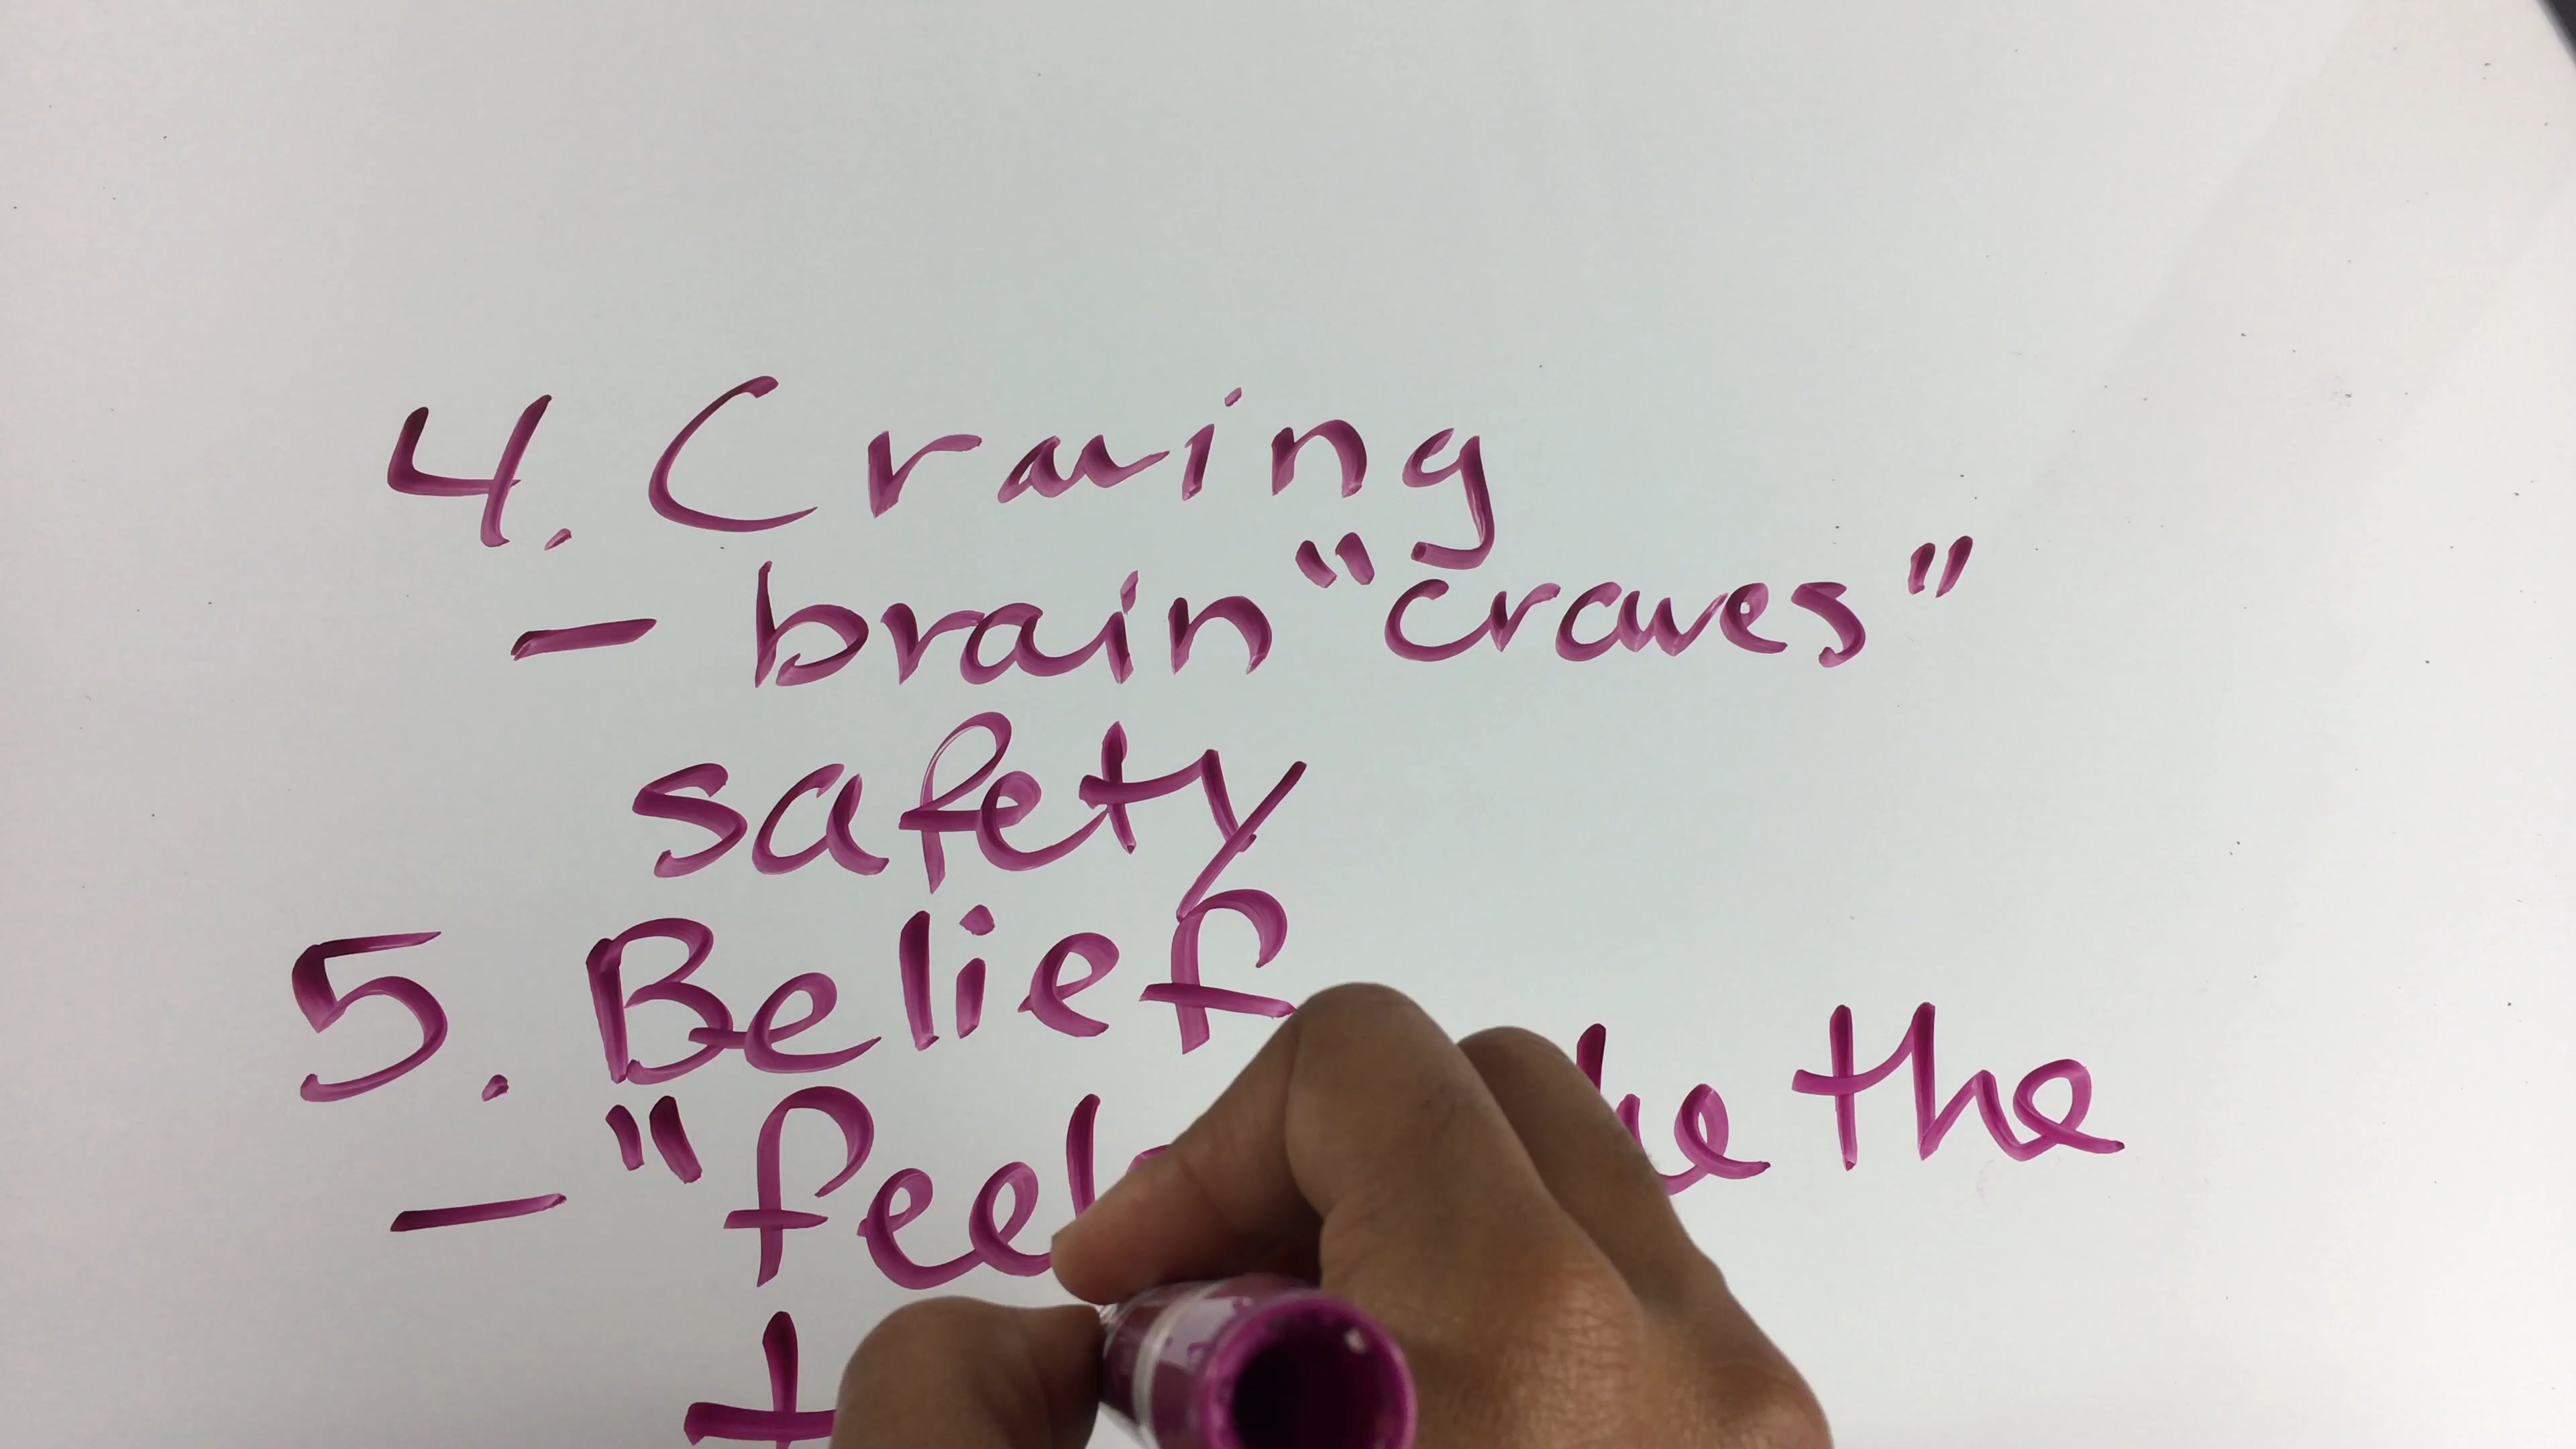 4. Craving
- brain "craves"
safety
5. Belief
- "feel the